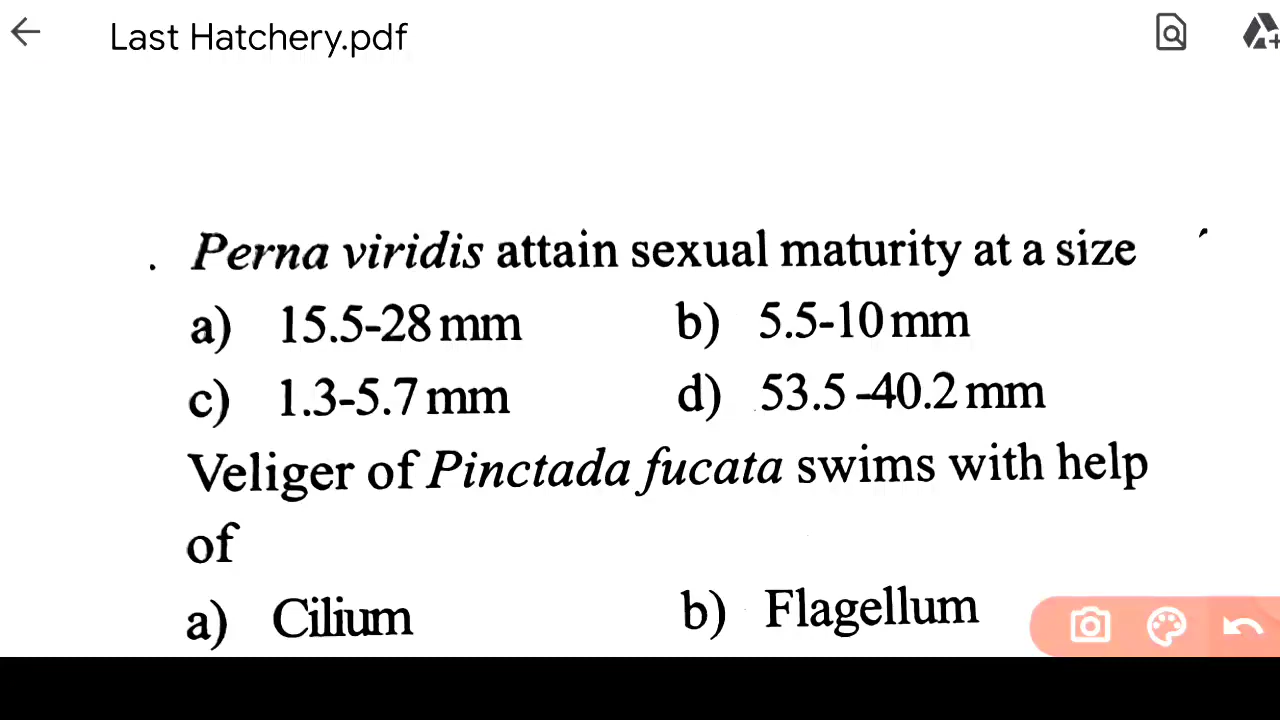 Last Hatchery.pdf
. Perna viridis attain sexual maturity at a size
a) 15.5-28 mm b) 5.5-10 mm
c) 1.3-5.7 mm d) 53.5-40.2 mm
Veliger of Pinctada fucata swims with help
of
a) Cilium b) Flagellum